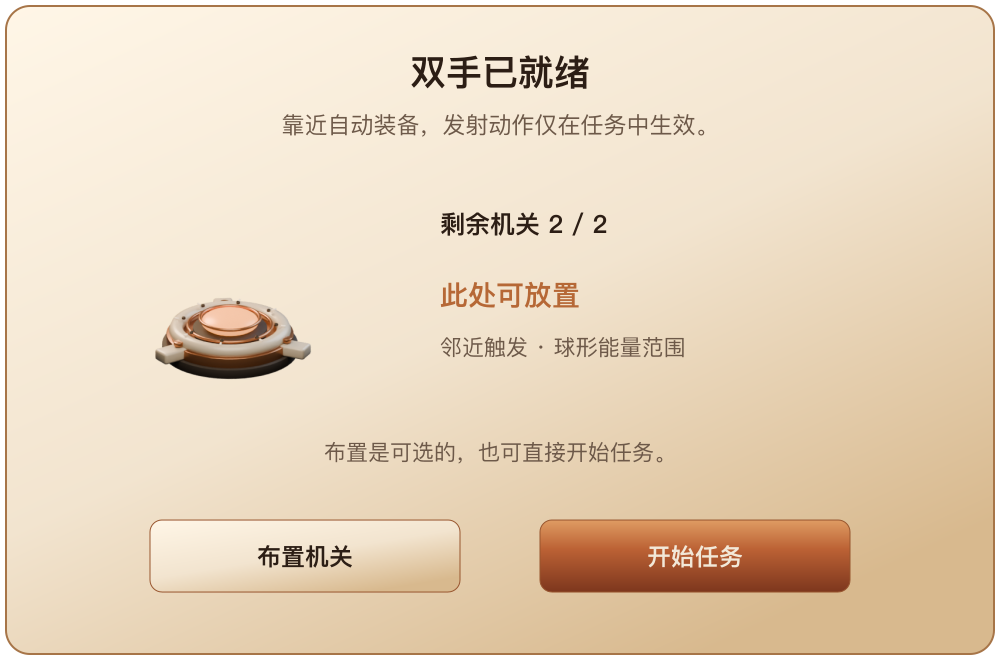 双手已就绪
靠近自动装备，发射动作仅在任务中生效。
剩余机关 2 / 2
此处可放置
邻近触发 · 球形能量范围
布置是可选的，也可直接开始任务。
布置机关
开始任务